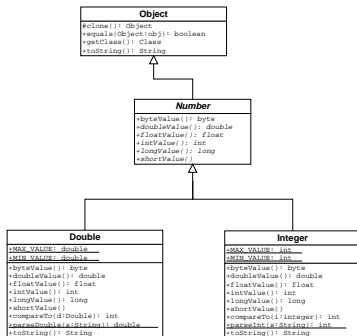 Object
#clone(): Object
+equals(Object:obj): boolean
+getClass(): Class
+toString(): String
Number
+byteValue(): byte
+doubleValue(): double
+floatValue(): float
+intValue(): int
+longValue(): long
+shortValue()
Double
+MAX_VALUE: double
+MIN_VALUE: double
+byteValue(): byte
+doubleValue(): double
+floatValue(): float
+intValue(): int
+longValue(): long
+shortValue()
+compareTo(d:Double): int
+parseDouble(s:String): double
+toString(): String
Integer
+MAX_VALUE: int
+MIN_VALUE: int
+byteValue(): byte
+doubleValue(): double
+floatValue(): float
+intValue(): int
+longValue(): long
+shortValue()
+compareTo(i:integer): int
+parseInt(s:String): int
+toString(): String